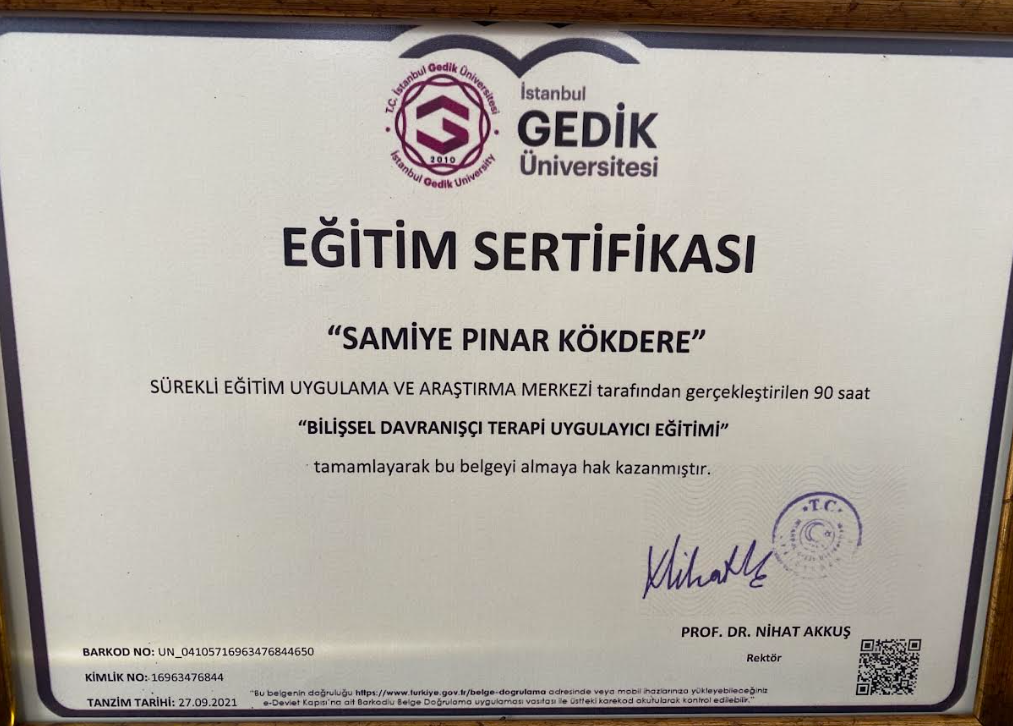 T.C. İstanbul Gedik Üniversitesi
2010
İstanbul Gedik University
İstanbul
GEDİK
Üniversitesi
EĞİTİM SERTİFİKASI
“SAMİYE PINAR KÖKDERE”
SÜREKLİ EĞİTİM UYGULAMA VE ARAŞTIRMA MERKEZİ tarafından gerçekleştirilen 90 saat
“BİLİŞSEL DAVRANIŞÇI TERAPİ UYGULAYICI EĞİTİMİ”
tamamlayarak bu belgeyi almaya hak kazanmıştır.
T.C.
PROF. DR. NİHAT AKKUŞ
Rektör
BARKOD NO: UN_04105716963476844650
KİMLİK NO: 16963476844
TANZİM TARİHİ: 27.09.2021
"Bu belgenin doğruluğu https://www.turkiye.gov.tr/belge-dogrulama adresinde veya mobil cihazlarınıza yükleyebileceğiniz
e-Devlet Kapısı'na ait Barkodlu Belge Doğrulama uygulaması vasıtası ile üstteki karekod okutularak kontrol edilebilir."